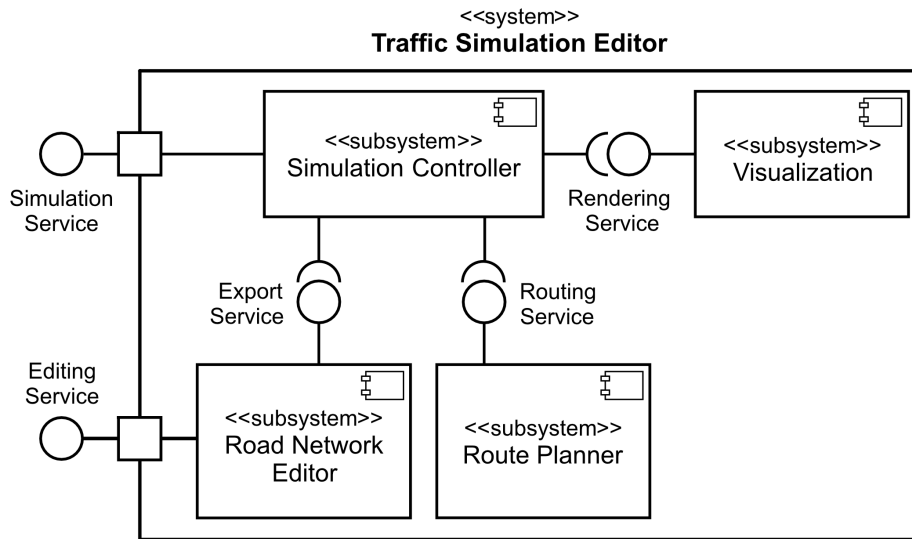 <<system>>
Traffic Simulation Editor
<<subsystem>>
Simulation Controller
<<subsystem>>
Visualization
Simulation
Service
Rendering
Service
Export
Service
Routing
Service
Editing
Service
<<subsystem>>
Road Network
Editor
<<subsystem>>
Route Planner